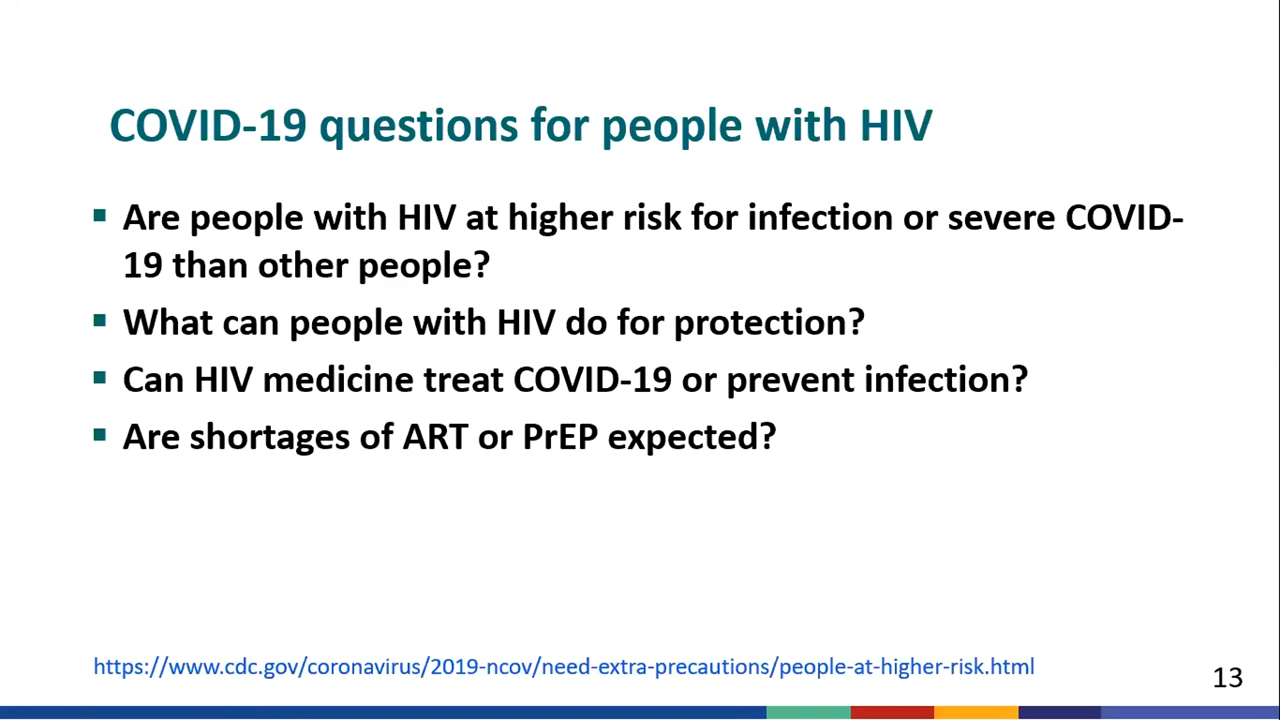 COVID-19 questions for people with HIV
▪ Are people with HIV at higher risk for infection or severe COVID-
19 than other people?
▪ What can people with HIV do for protection?
▪ Can HIV medicine treat COVID-19 or prevent infection?
▪ Are shortages of ART or PrEP expected?
https://www.cdc.gov/coronavirus/2019-ncov/need-extra-precautions/people-at-higher-risk.html
13